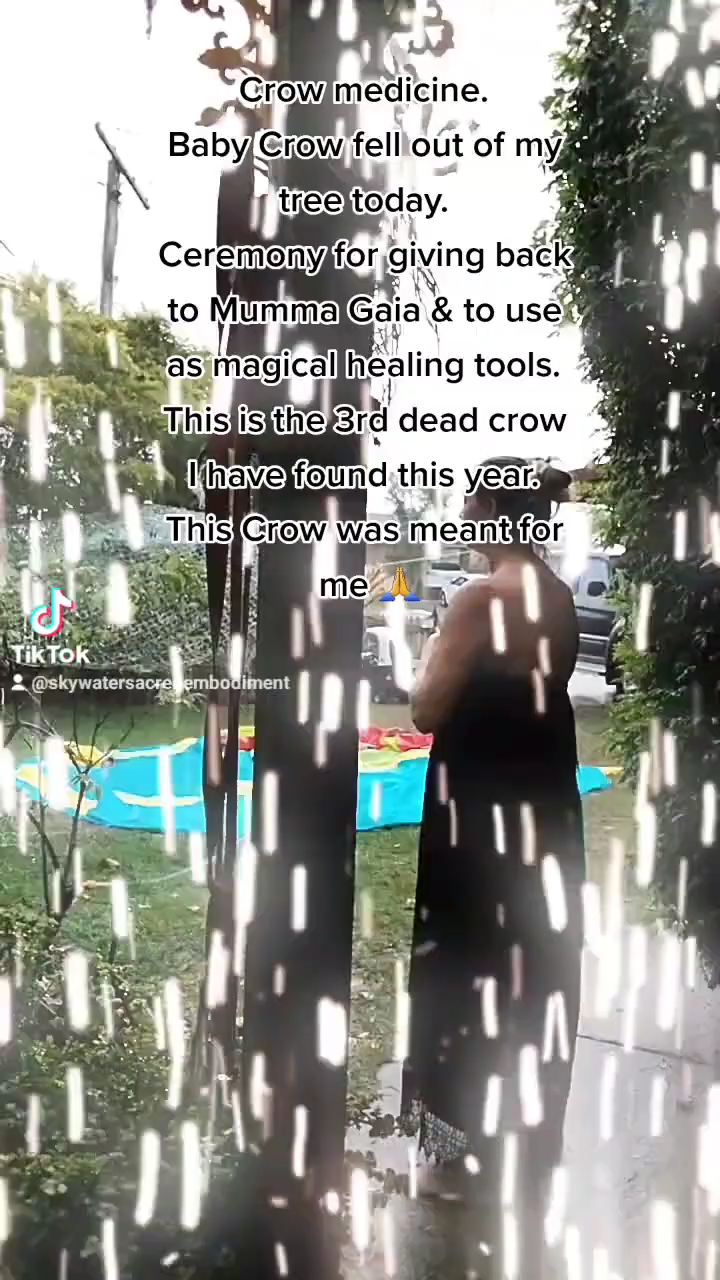 Crow medicine.
Baby Crow fell out of my
tree today.
Ceremony for giving back
to Mumma Gaia & to use
as magical healing tools.
This is the 3rd dead crow
I have found this year.
This Crow was meant for
me 🙏
TikTok
@skywatersacredembodiment